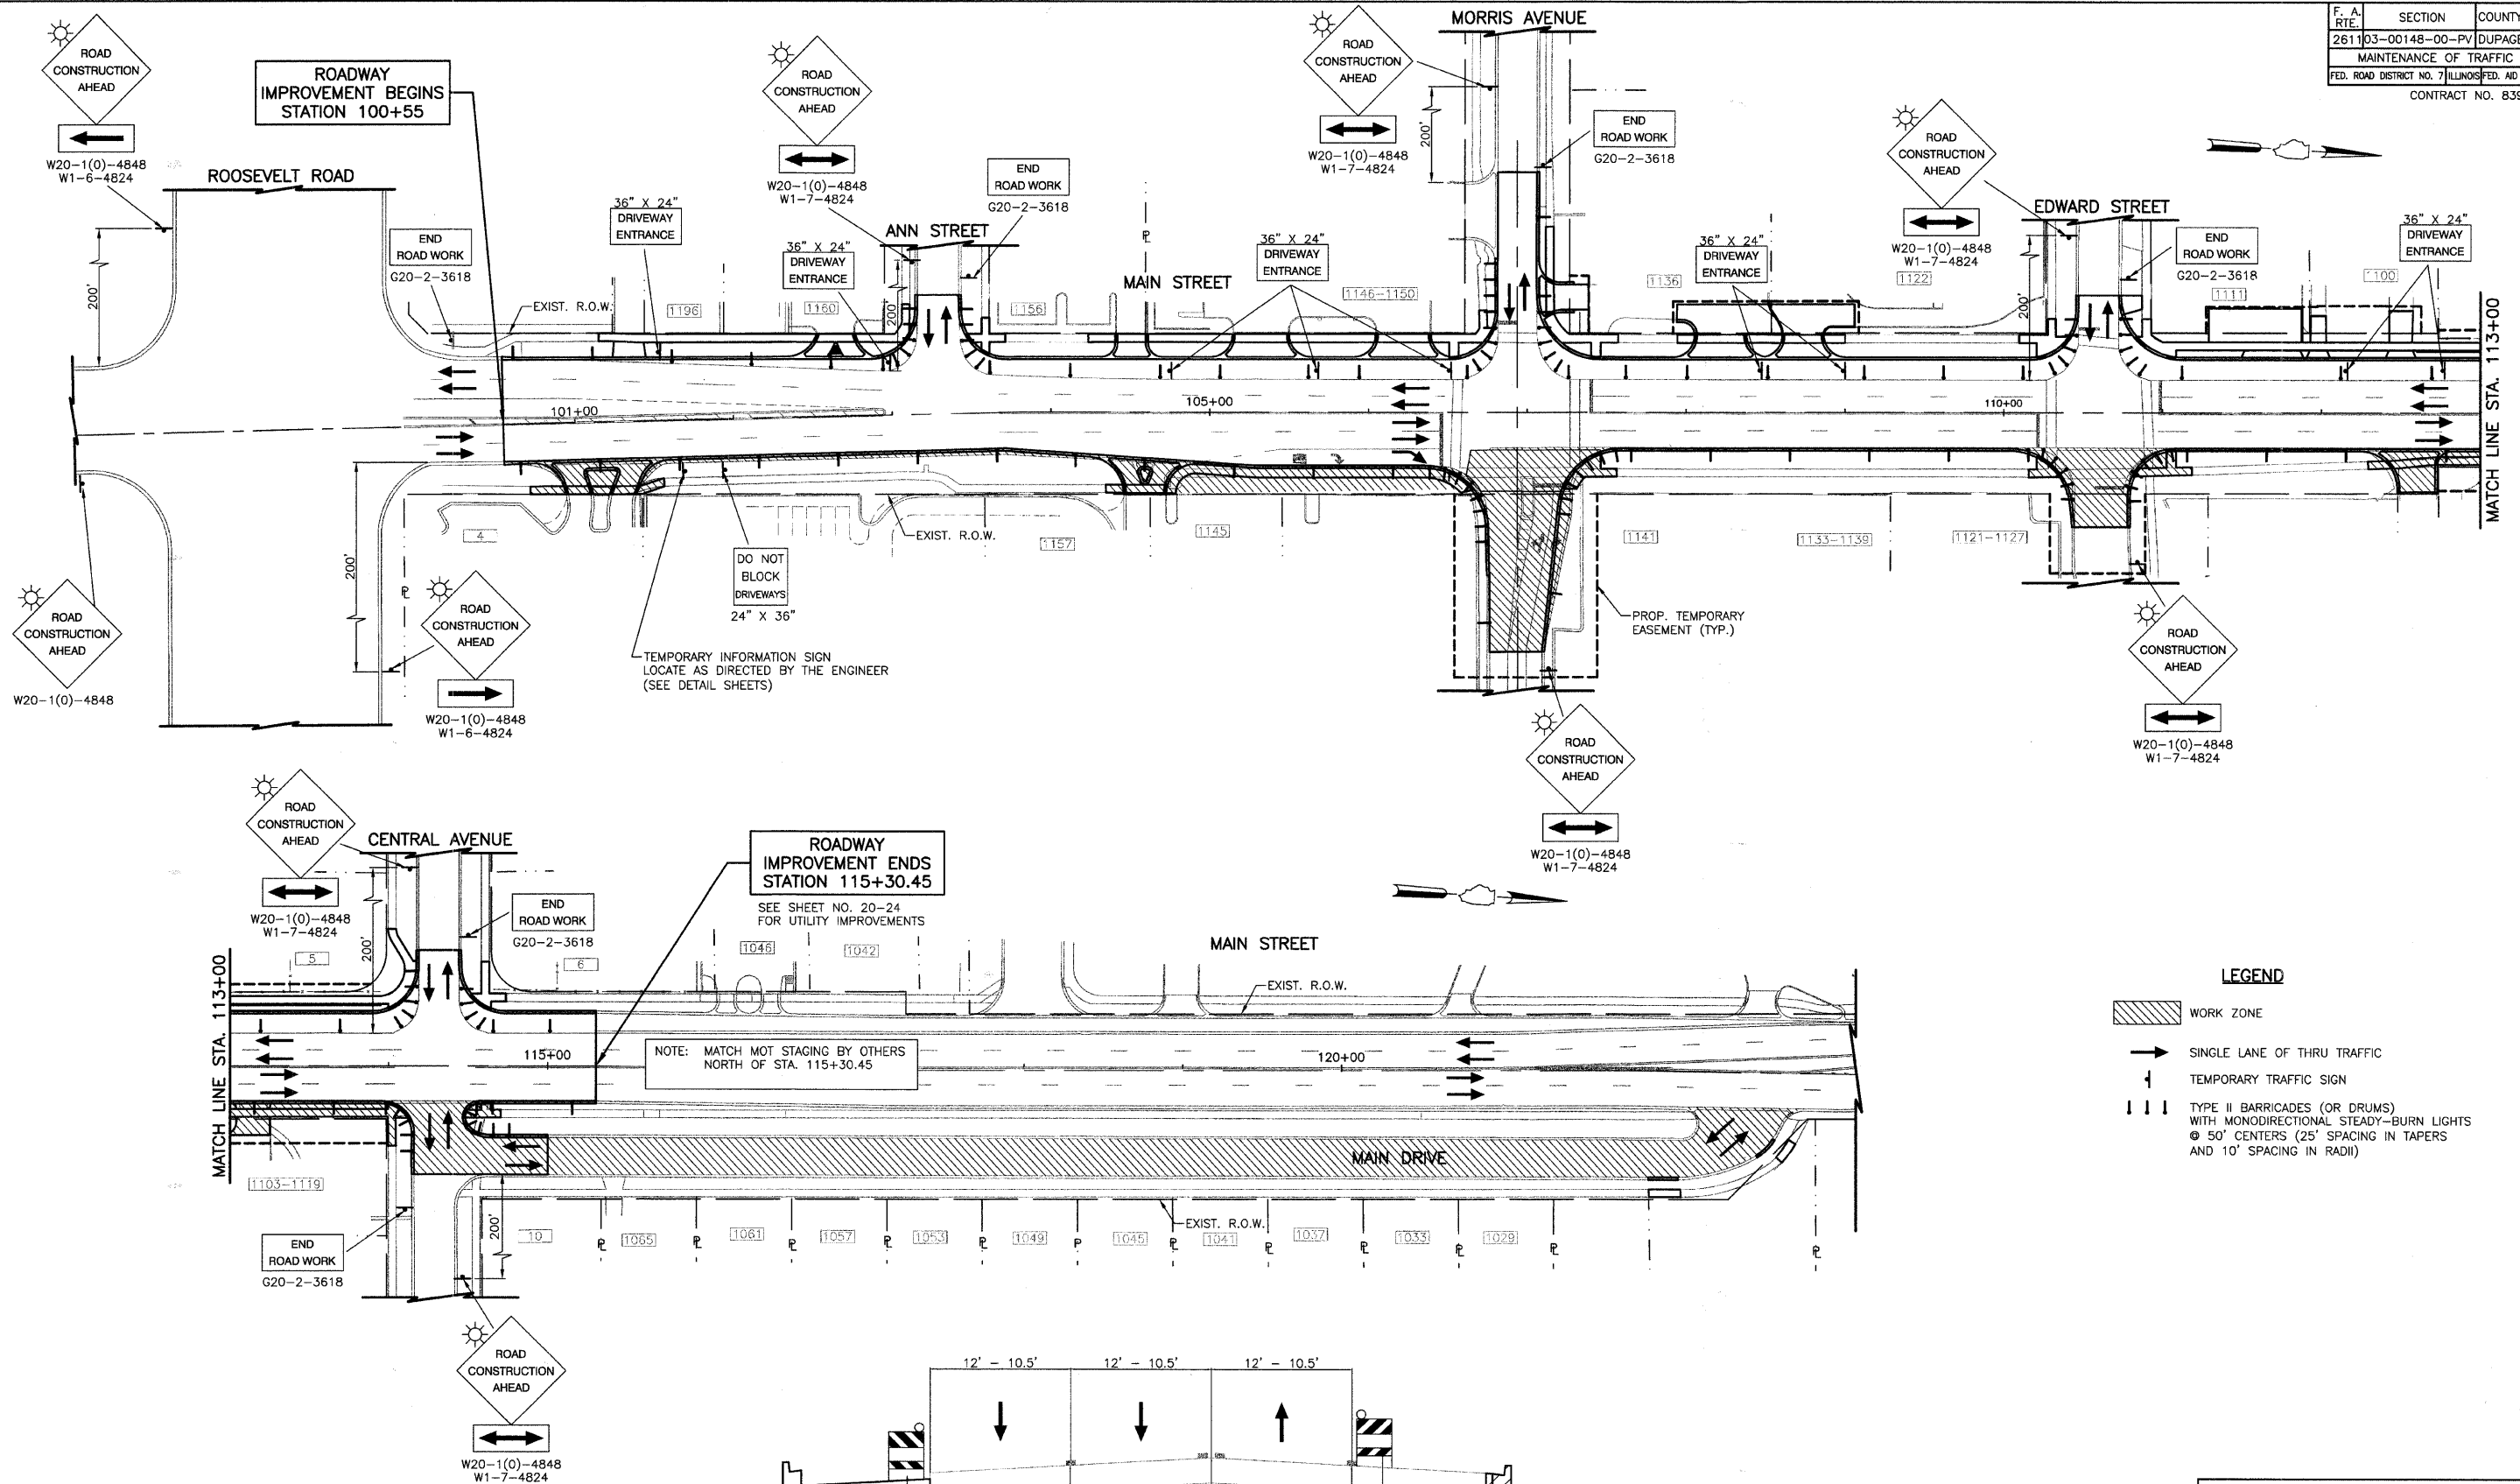 F. A. RTE.
SECTION
COUNTY
2611
03-00148-00-PV
DUPAGE
MAINTENANCE OF TRAFFIC
FED. ROAD DISTRICT NO. 7
ILLINOIS
FED. AID
CONTRACT NO. 839
ROAD
CONSTRUCTION
AHEAD
W20-1(0)-4848
W1-6-4824
ROADWAY
IMPROVEMENT BEGINS
STATION 100+55
ROOSEVELT ROAD
200'
END
ROAD WORK
G20-2-3618
EXIST. R.O.W.
36" X 24"
DRIVEWAY
ENTRANCE
1196
ROAD
CONSTRUCTION
AHEAD
W20-1(0)-4848
W1-7-4824
36" X 24"
DRIVEWAY
ENTRANCE
1160
200'
ANN STREET
END
ROAD WORK
G20-2-3618
1156
MAIN STREET
36" X 24"
DRIVEWAY
ENTRANCE
1146-1150
MORRIS AVENUE
ROAD
CONSTRUCTION
AHEAD
W20-1(0)-4848
W1-7-4824
200'
END
ROAD WORK
G20-2-3618
1136
36" X 24"
DRIVEWAY
ENTRANCE
ROAD
CONSTRUCTION
AHEAD
W20-1(0)-4848
W1-7-4824
1122
200'
EDWARD STREET
END
ROAD WORK
G20-2-3618
1111
1100
36" X 24"
DRIVEWAY
ENTRANCE
MATCH LINE STA. 113+00
101+00
105+00
110+00
ROAD
CONSTRUCTION
AHEAD
W20-1(0)-4848
200'
4
ROAD
CONSTRUCTION
AHEAD
W20-1(0)-4848
W1-6-4824
DO NOT
BLOCK
DRIVEWAYS
24" X 36"
TEMPORARY INFORMATION SIGN
LOCATE AS DIRECTED BY THE ENGINEER
(SEE DETAIL SHEETS)
EXIST. R.O.W.
1157
1145
1141
1133-1139
1121-1127
PROP. TEMPORARY
EASEMENT (TYP.)
ROAD
CONSTRUCTION
AHEAD
W20-1(0)-4848
W1-7-4824
ROAD
CONSTRUCTION
AHEAD
W20-1(0)-4848
W1-7-4824
ROAD
CONSTRUCTION
AHEAD
W20-1(0)-4848
W1-7-4824
CENTRAL AVENUE
200'
END
ROAD WORK
G20-2-3618
ROADWAY
IMPROVEMENT ENDS
STATION 115+30.45
SEE SHEET NO. 20-24
FOR UTILITY IMPROVEMENTS
5
6
1046
1042
MAIN STREET
EXIST. R.O.W.
MATCH LINE STA. 113+00
115+00
NOTE: MATCH MOT STAGING BY OTHERS
NORTH OF STA. 115+30.45
120+00
MAIN DRIVE
1103-1119
END
ROAD WORK
G20-2-3618
200'
10
1065
1061
1057
1053
1049
1045
1041
1037
1033
1029
EXIST. R.O.W.
ROAD
CONSTRUCTION
AHEAD
W20-1(0)-4848
W1-7-4824
LEGEND
WORK ZONE
SINGLE LANE OF THRU TRAFFIC
TEMPORARY TRAFFIC SIGN
TYPE II BARRICADES (OR DRUMS)
WITH MONODIRECTIONAL STEADY-BURN LIGHTS
@ 50' CENTERS (25' SPACING IN TAPERS
AND 10' SPACING IN RADII)
12' - 10.5'
12' - 10.5'
12' - 10.5'